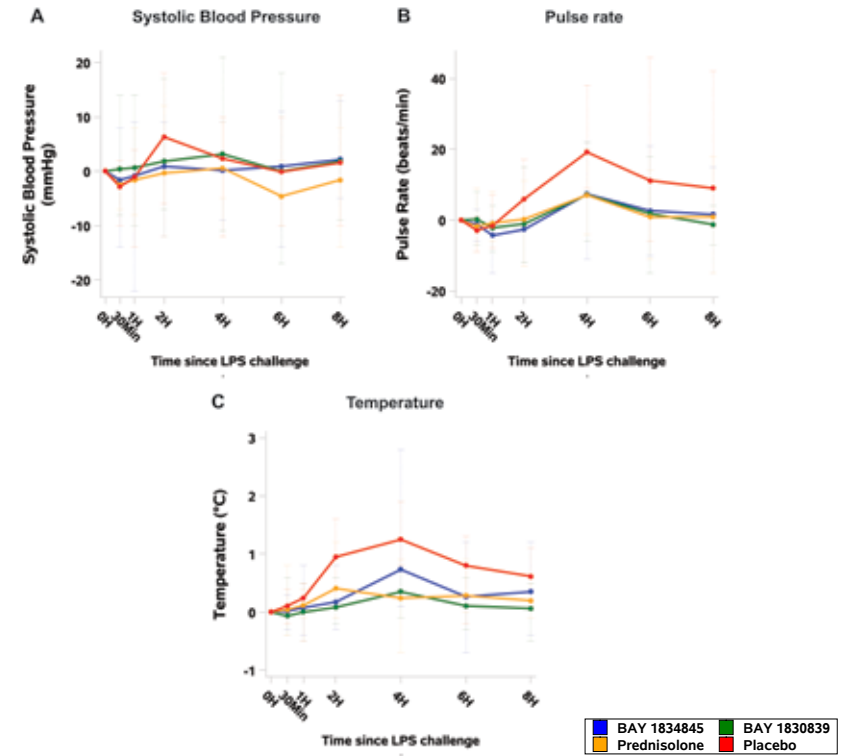 A Systolic Blood Pressure
20
10
0
-10
-20
Systolic Blood Pressure
(mmHg)
0H 30Min 1H 2H 4H 6H 8H
Time since LPS challenge
B Pulse rate
40
20
0
-20
Pulse Rate (beats/min)
0H 30Min 1H 2H 4H 6H 8H
Time since LPS challenge
C Temperature
3
2
1
0
-1
Temperature (°C)
0H 30Min 1H 2H 4H 6H 8H
Time since LPS challenge
BAY 1834845 BAY 1830839
Prednisolone Placebo